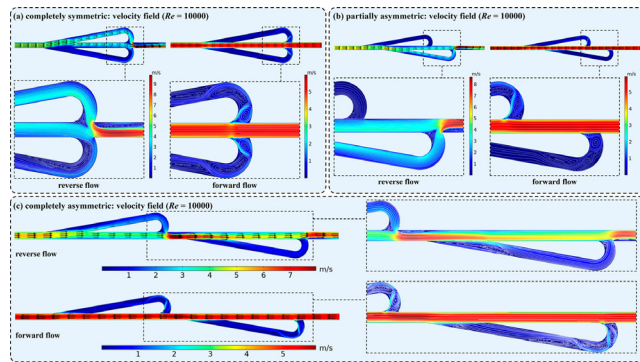 (a) completely symmetric: velocity field (Re = 10000)
m/s
8
7
6
5
4
3
2
1
reverse flow
m/s
5
4
3
2
1
forward flow
(b) partially asymmetric: velocity field (Re = 10000)
m/s
8
7
6
5
4
3
2
1
reverse flow
m/s
5
4
3
2
1
forward flow
(c) completely asymmetric: velocity field (Re = 10000)
reverse flow
1 2 3 4 5 6 7 m/s
forward flow
1 2 3 4 5 m/s